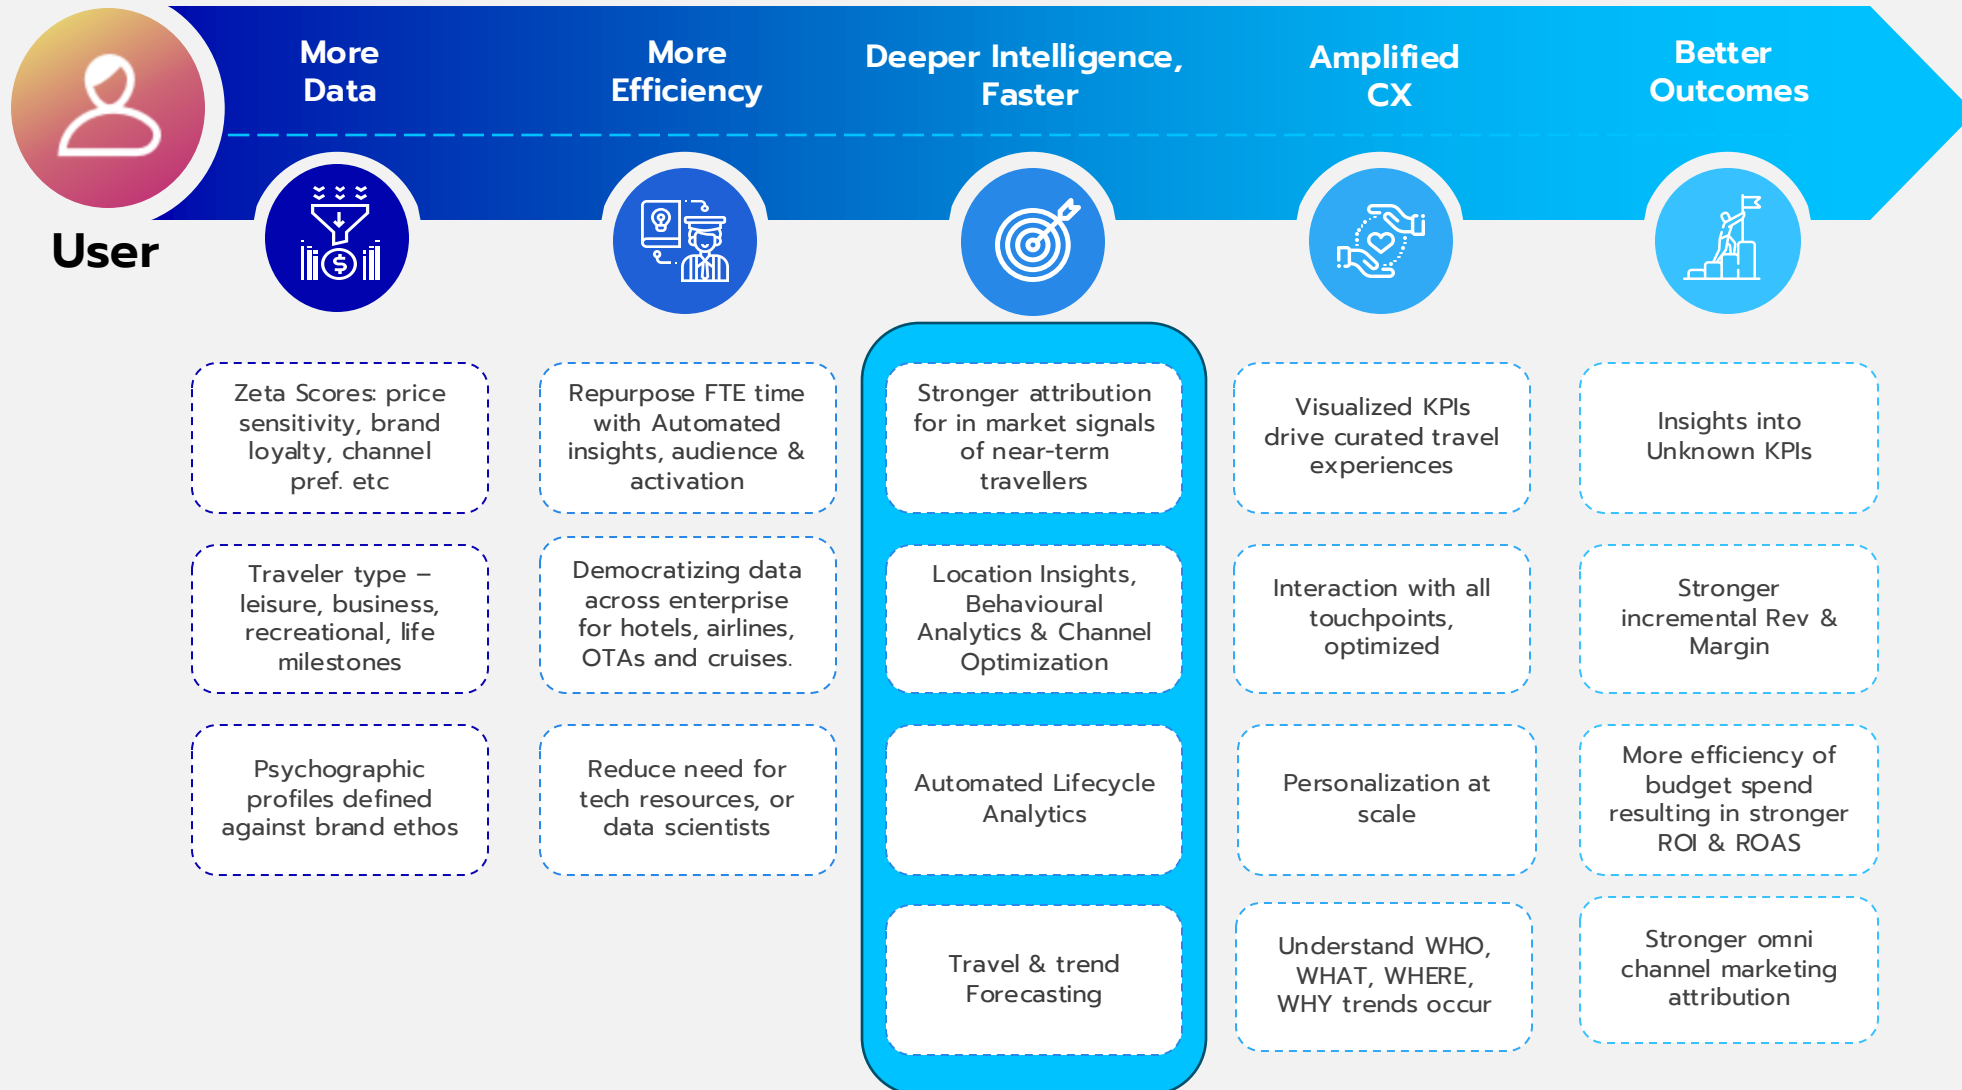 More
Data
More
Efficiency
Deeper Intelligence,
Faster
Amplified
CX
Better
Outcomes
User
$
Zeta Scores: price
sensitivity, brand
loyalty, channel
pref. etc
Traveler type –
leisure, business,
recreational, life
milestones
Psychographic
profiles defined
against brand ethos
Repurpose FTE time
with Automated
insights, audience &
activation
Democratizing data
across enterprise
for hotels, airlines,
OTAs and cruises.
Reduce need for
tech resources, or
data scientists
Stronger attribution
for in market signals
of near-term
travellers
Location Insights,
Behavioural
Analytics & Channel
Optimization
Automated Lifecycle
Analytics
Travel & trend
Forecasting
Visualized KPIs
drive curated travel
experiences
Interaction with all
touchpoints,
optimized
Personalization at
scale
Understand WHO,
WHAT, WHERE,
WHY trends occur
Insights into
Unknown KPIs
Stronger
incremental Rev &
Margin
More efficiency of
budget spend
resulting in stronger
ROI & ROAS
Stronger omni
channel marketing
attribution